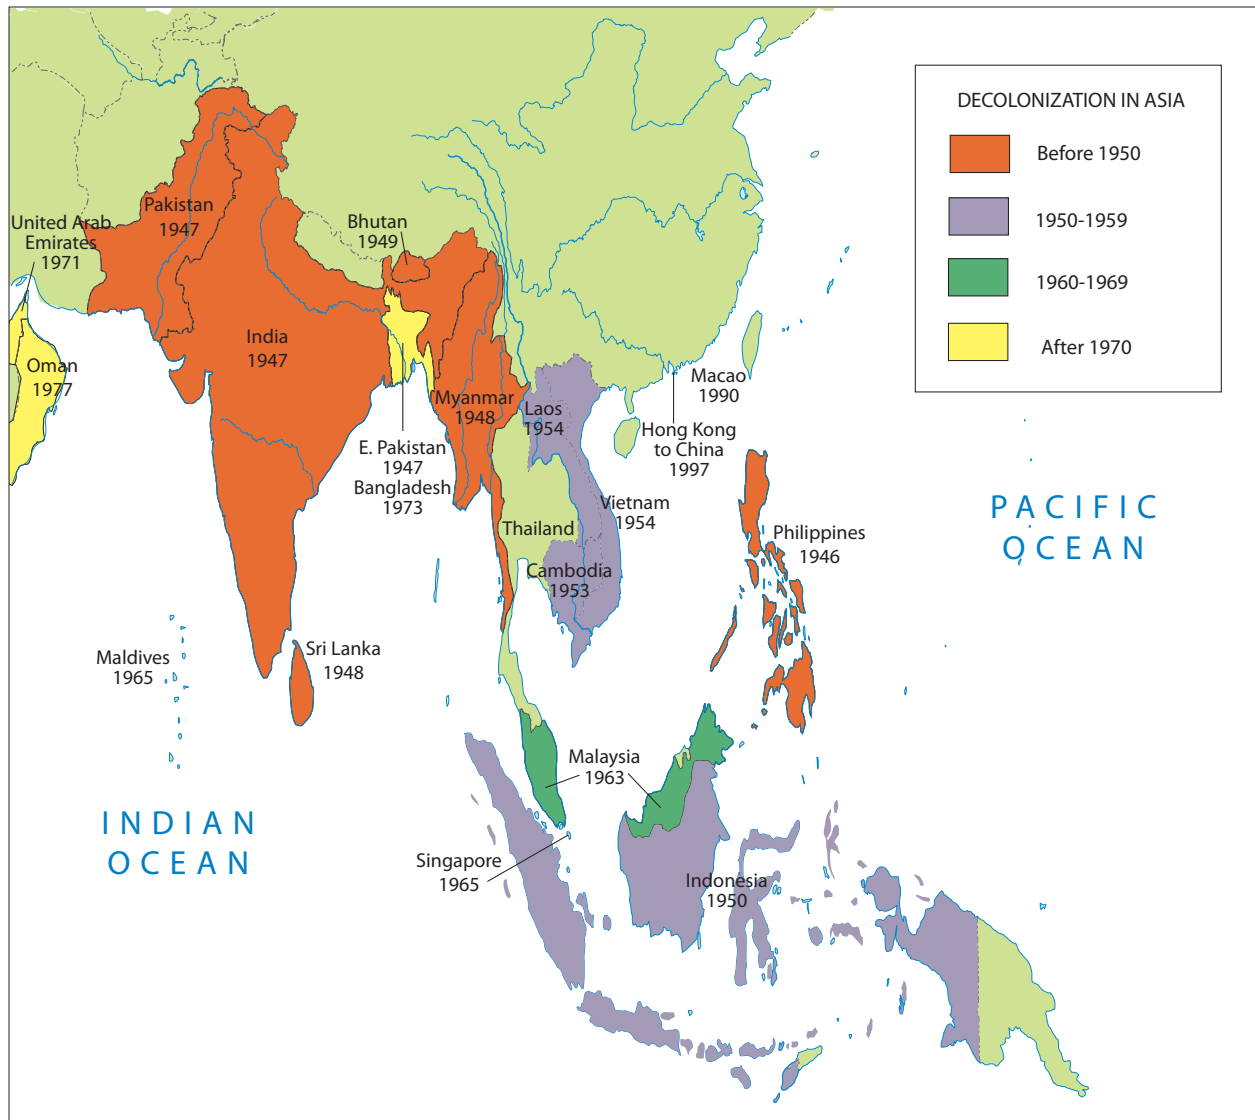 DECOLONIZATION IN ASIA
Before 1950
1950-1959
1960-1969
After 1970
United Arab
Emirates
1971
Oman
1977
Pakistan
1947
Bhutan
1949
India
1947
E. Pakistan
1947
Bangladesh
1973
Myanmar
1948
Laos
1954
Macao
1990
Hong Kong
to China
1997
Vietnam
1954
Thailand
Cambodia
1953
Philippines
1946
PACIFIC
OCEAN
Maldives
1965
Sri Lanka
1948
Malaysia
1963
Singapore
1965
Indonesia
1950
INDIAN
OCEAN